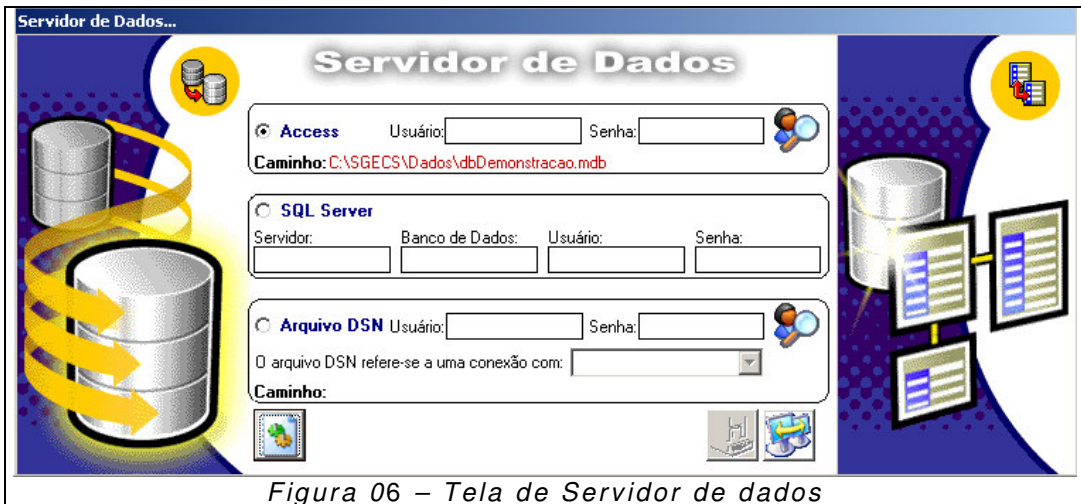 Servidor de Dados...
Servidor de Dados
Access Usuário: Senha:
Caminho: C:\SGECS\Dados\dbDemonstracao.mdb
SQL Server
Servidor: Banco de Dados: Usuário: Senha:
Arquivo DSN Usuário: Senha:
O arquivo DSN refere-se a uma conexão com:
Caminho:
Figura 06 – Tela de Servidor de dados